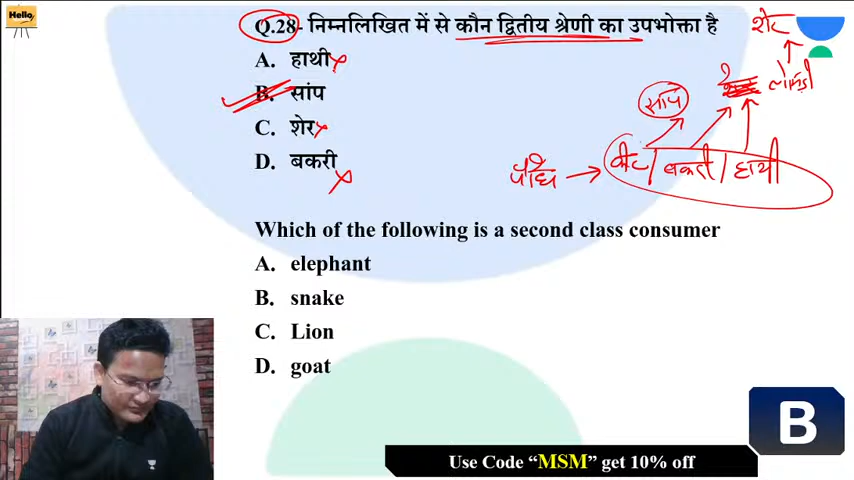 Hello
Q.28- निम्नलिखित में से कौन द्वितीय श्रेणी का उपभोक्ता है
A. हाथी
B. सांप
C. शेर
D. बकरी
शेर
लोमड़ी
सांप
पौधे → कीट / बकरी / हाथी
Which of the following is a second class consumer
A. elephant
B. snake
C. Lion
D. goat
B
Use Code “MSM” get 10% off